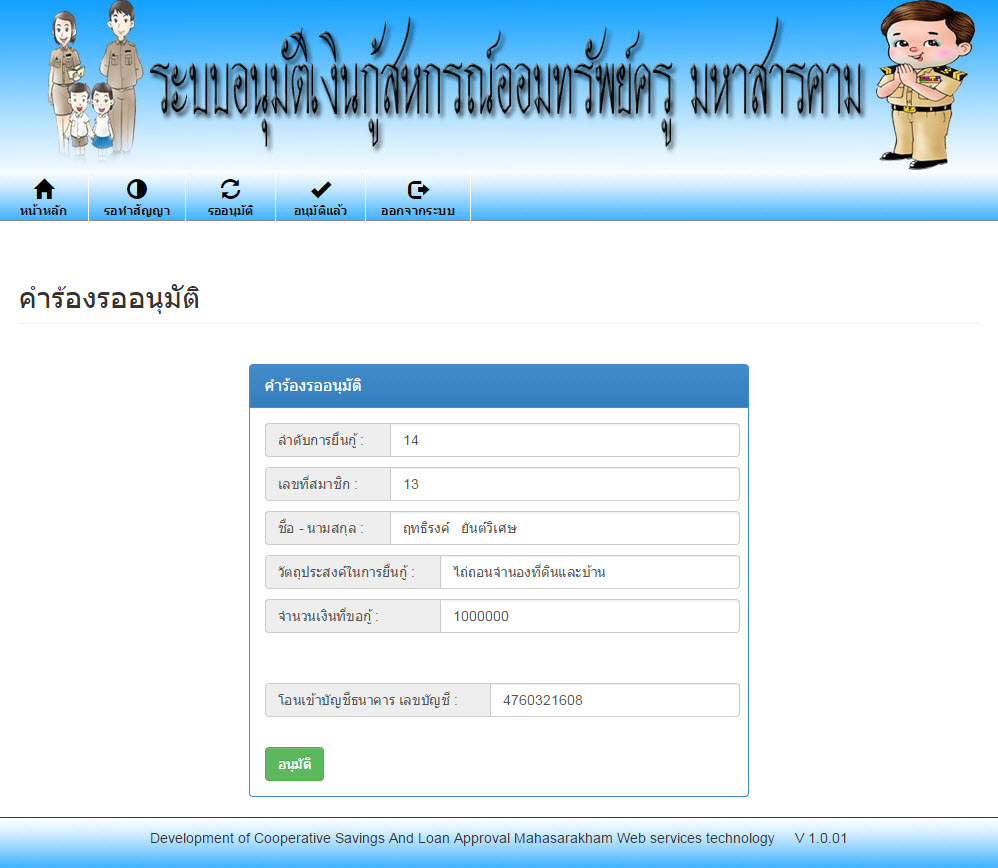 ระบบอนุมัติเงินกู้สหกรณ์ออมทรัพย์ครู มหาสารคาม
หน้าหลัก รอทำสัญญา รออนุมัติ อนุมัติแล้ว ออกจากระบบ
คำร้องรออนุมัติ
คำร้องรออนุมัติ
ลำดับการยื่นกู้ : 14
เลขที่สมาชิก : 13
ชื่อ - นามสกุล : ฤทธิรงค์ ยันต์วิเศษ
วัตถุประสงค์ในการยื่นกู้ : ไถ่ถอนจำนองที่ดินและบ้าน
จำนวนเงินที่ขอกู้ : 1000000
โอนเข้าบัญชีธนาคาร เลขบัญชี : 4760321608
อนุมัติ
Development of Cooperative Savings And Loan Approval Mahasarakham Web services technology V 1.0.01